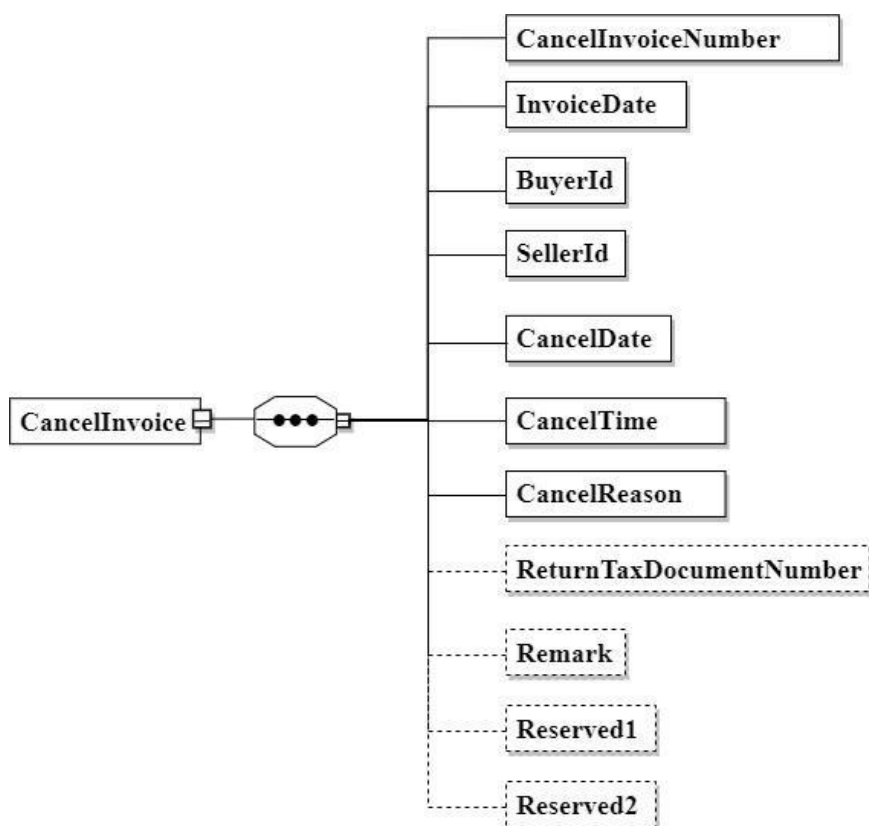 CancelInvoiceNumber
InvoiceDate
BuyerId
SellerId
CancelDate
CancelInvoice
CancelTime
CancelReason
ReturnTaxDocumentNumber
Remark
Reserved1
Reserved2